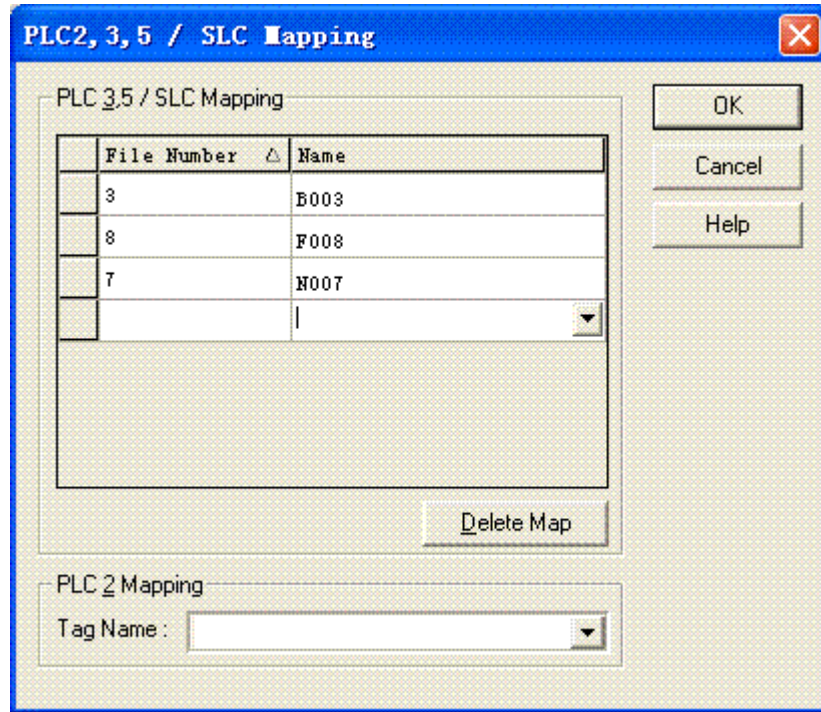 PLC2,3,5 / SLC Mapping
PLC 3,5 / SLC Mapping
OK
File Number Name
Cancel
3 B003
Help
8 F008
7 N007
Delete Map
PLC 2 Mapping
Tag Name :